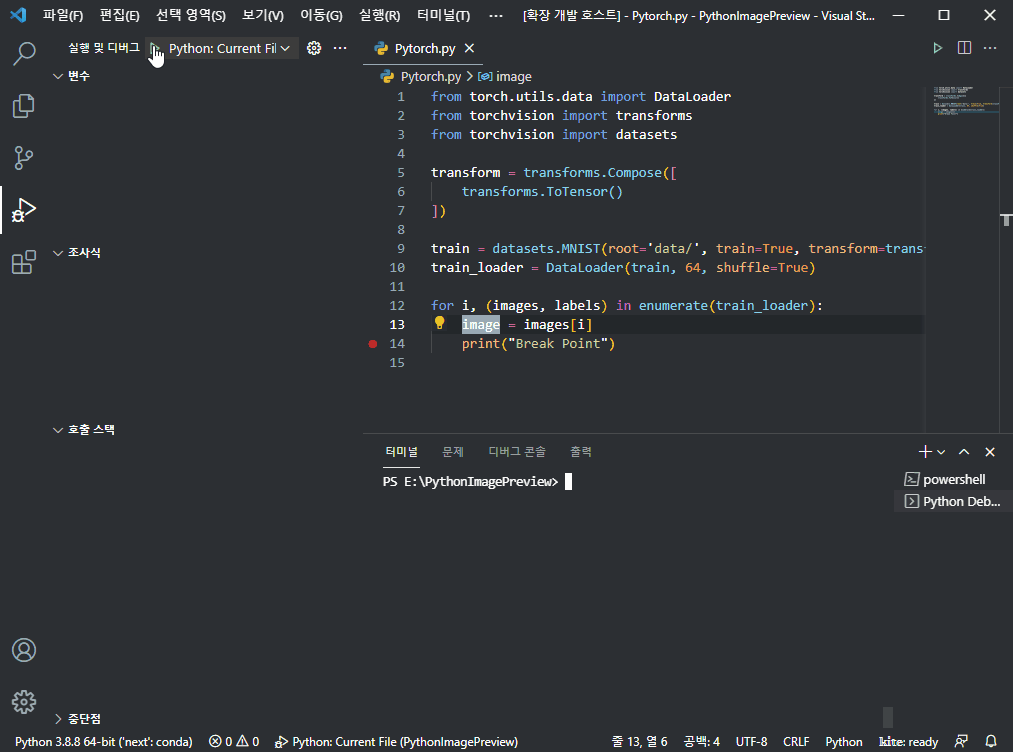 파일(F) 편집(E) 선택 영역(S) 보기(V) 이동(G) 실행(R) 터미널(T) ··· [확장 개발 호스트] - Pytorch.py - PythonImagePreview - Visual St...
실행 및 디버그 Python: Current Fil
변수
조사식
호출 스택
중단점
Pytorch.py
Pytorch.py > image
1 from torch.utils.data import DataLoader
2 from torchvision import transforms
3 from torchvision import datasets
4
5 transform = transforms.Compose([
6 transforms.ToTensor()
7 ])
8
9 train = datasets.MNIST(root='data/', train=True, transform=trans
10 train_loader = DataLoader(train, 64, shuffle=True)
11
12 for i, (images, labels) in enumerate(train_loader):
13 image = images[i]
14 print("Break Point")
15
터미널 문제 디버그 콘솔 출력
PS E:\PythonImagePreview>
powershell
Python Deb...
Python 3.8.8 64-bit ('next': conda) 0 0 Python: Current File (PythonImagePreview) 줄 13, 열 6 공백: 4 UTF-8 CRLF Python kite: ready